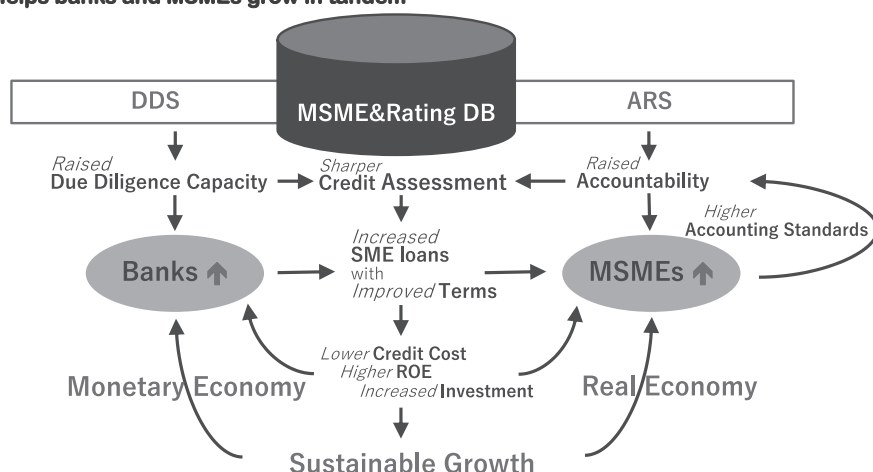 helps banks and MSMEs grow in tandem
DDS
MSME&Rating DB
ARS
Raised
Due Diligence Capacity
Sharper
Credit Assessment
Raised
Accountability
Higher
Accounting Standards
Banks
Increased
SME loans
with
Improved Terms
MSMEs
Lower Credit Cost
Higher ROE
Increased Investment
Monetary Economy
Real Economy
Sustainable Growth